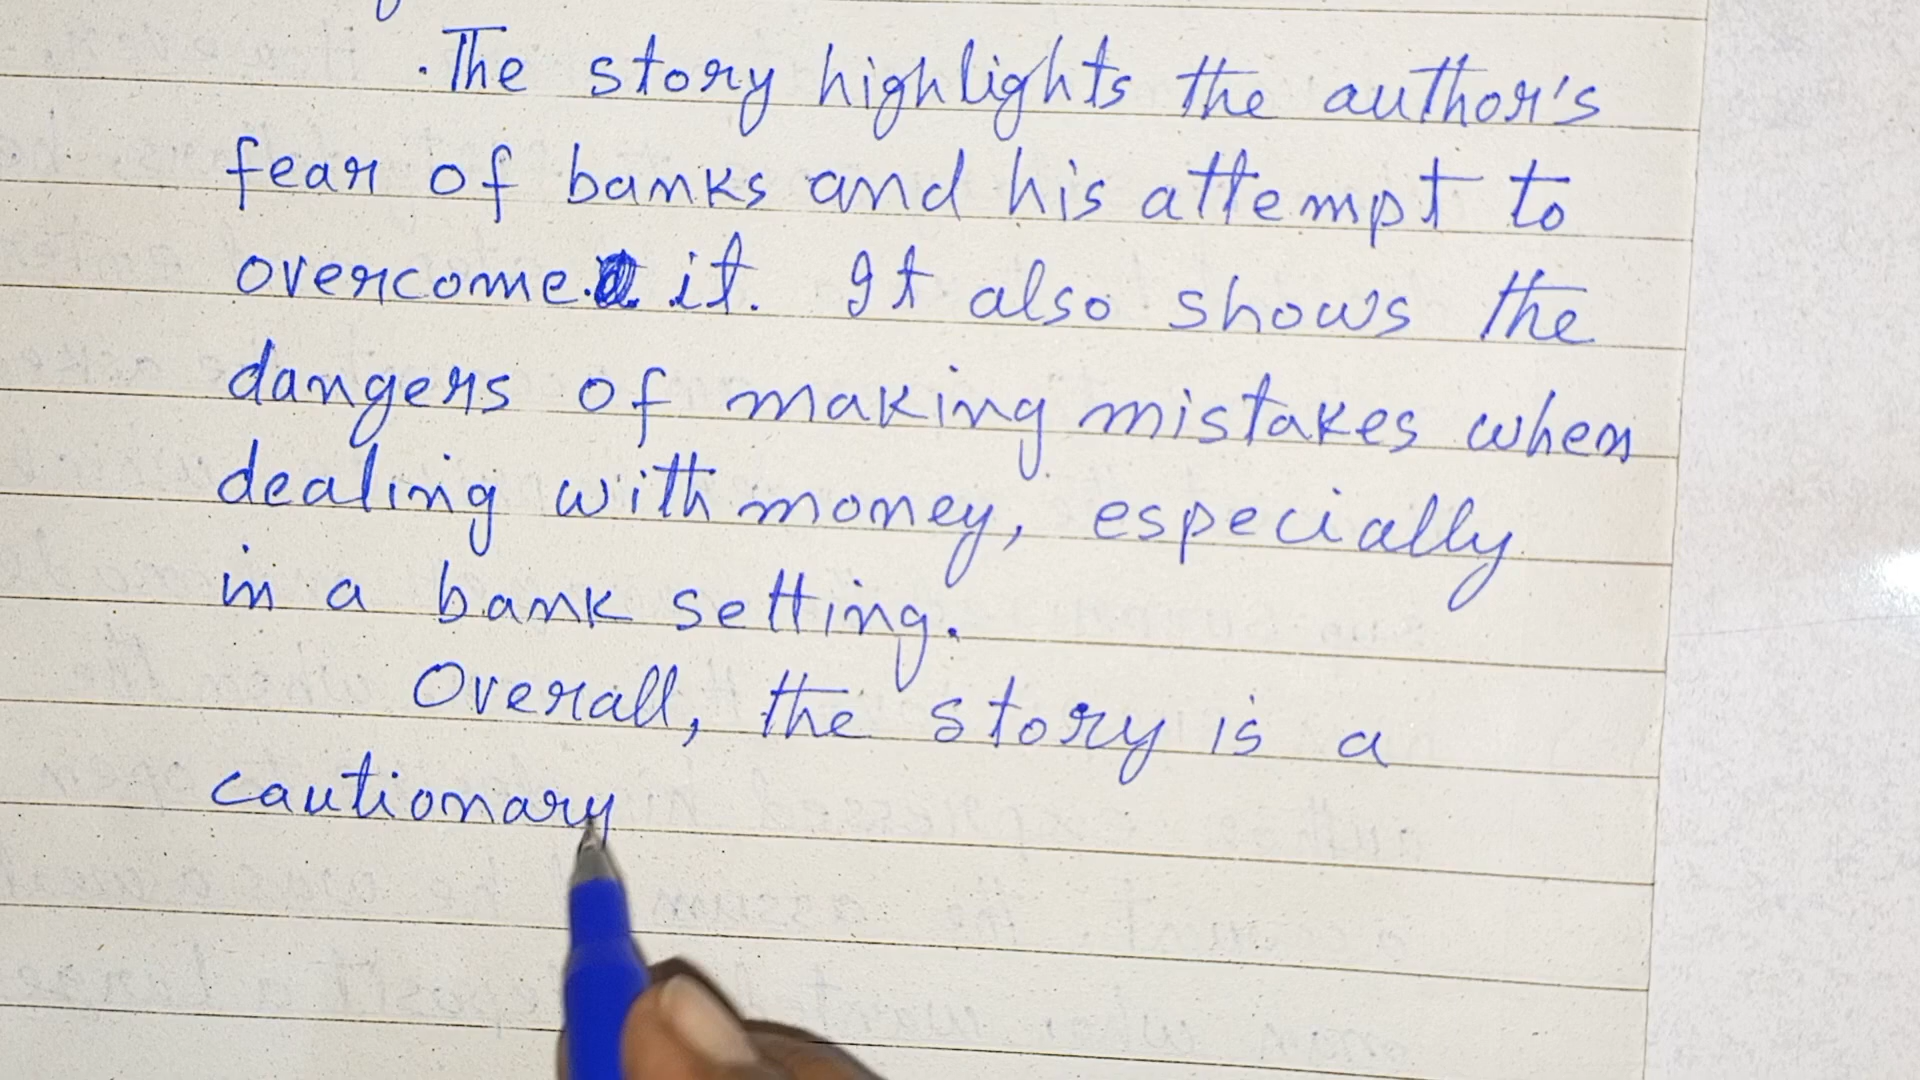 The story highlights the author's
fear of banks and his attempt to
overcome it. It also shows the
dangers of making mistakes when
dealing with money, especially
in a bank setting.
Overall, the story is a
cautionary